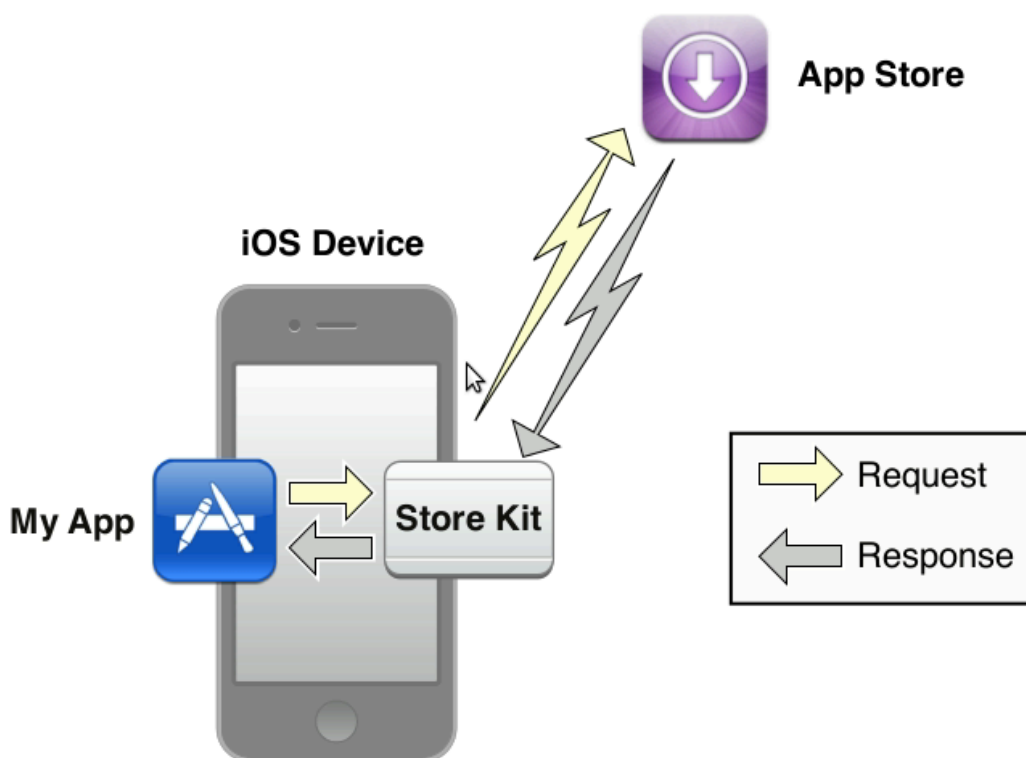 App Store
iOS Device
My App
Store Kit
Request
Response